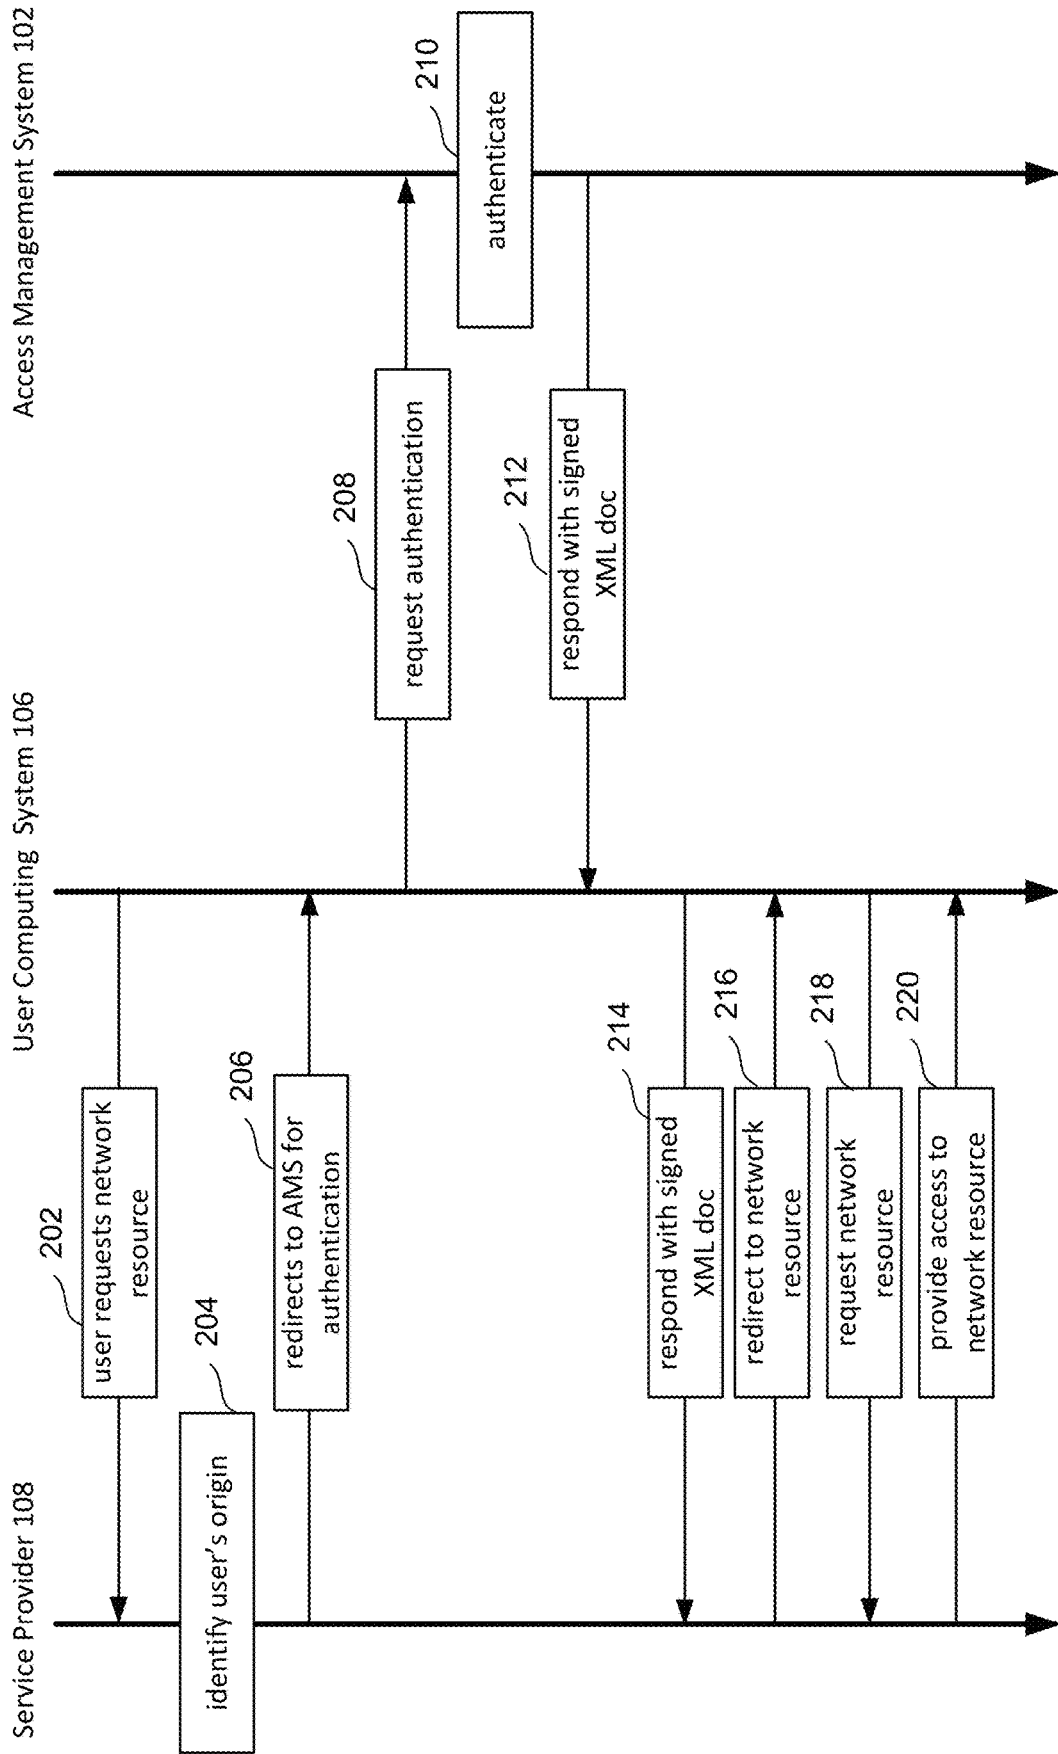 Service Provider 108
User Computing System 106
Access Management System 102
202
user requests network
resource
204
identify user's origin
206
redirects to AMS for
authentication
208
request authentication
210
authenticate
212
respond with signed
XML doc
214
respond with signed
XML doc
216
redirect to network
resource
218
request network
resource
220
provide access to
network resource